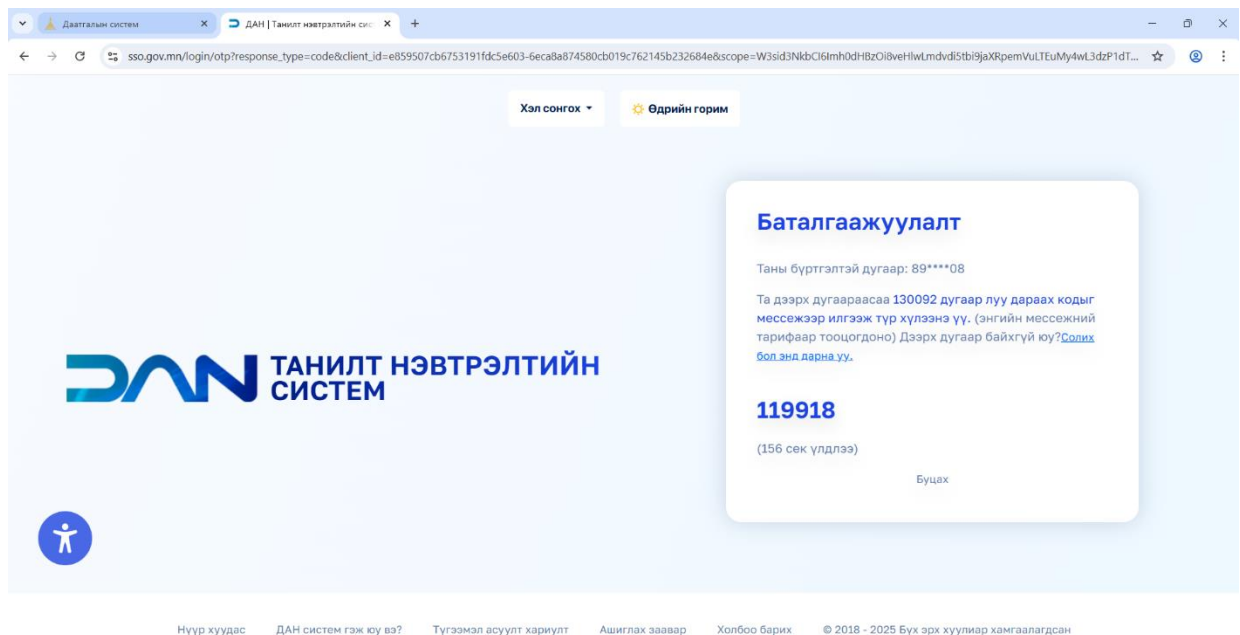 Даатгалын систем
ДАН | Танилт нэвтрэлтийн сис
sso.gov.mn/login/otp?response_type=code&client_id=e859507cb6753191fdc5e603-6eca8a874580cb019c762145b232684e&scope=W3sid3NkbCI6Imh0dHBzOi8veHlwLmdvdi5tbi9jaXRpemVuLTEuMy4wL3dzP1dT...
Хэл сонгох
Өдрийн горим
Баталгаажуулалт
Таны бүртгэлтэй дугаар: 89****08
Та дээрх дугаараасаа 130092 дугаар луу дараах кодыг
мессежээр илгээж түр хүлээнэ үү. (энгийн мессежний
тарифаар тооцогдоно) Дээрх дугаар байхгүй юу?Солих
бол энд дарна уу.
DAN ТАНИЛТ НЭВТРЭЛТИЙН
СИСТЕМ
119918
(156 сек үлдлээ)
Буцах
Нүүр хуудас ДАН систем гэж юу вэ? Түгээмэл асуулт хариулт Ашиглах заавар Холбоо барих © 2018 - 2025 Бүх эрх хуулиар хамгаалагдсан